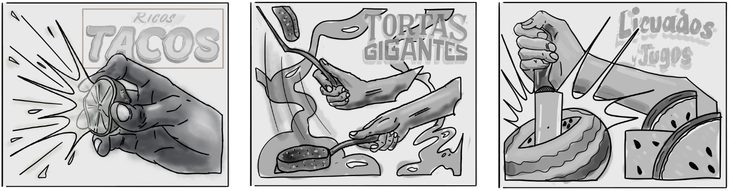 Ricos
TACOS
TORTAS
GIGANTES
Licuados
y
Jugos